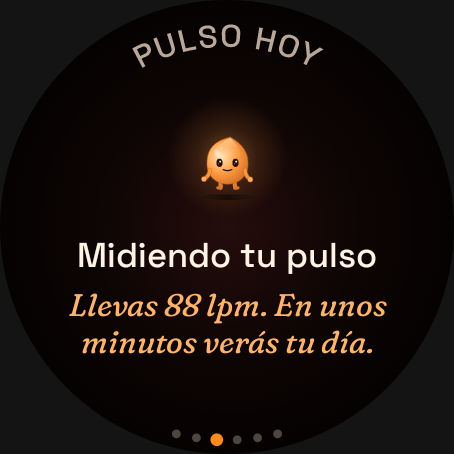 PULSO HOY
Midiendo tu pulso
Llevas 88 lpm. En unos
minutos verás tu día.